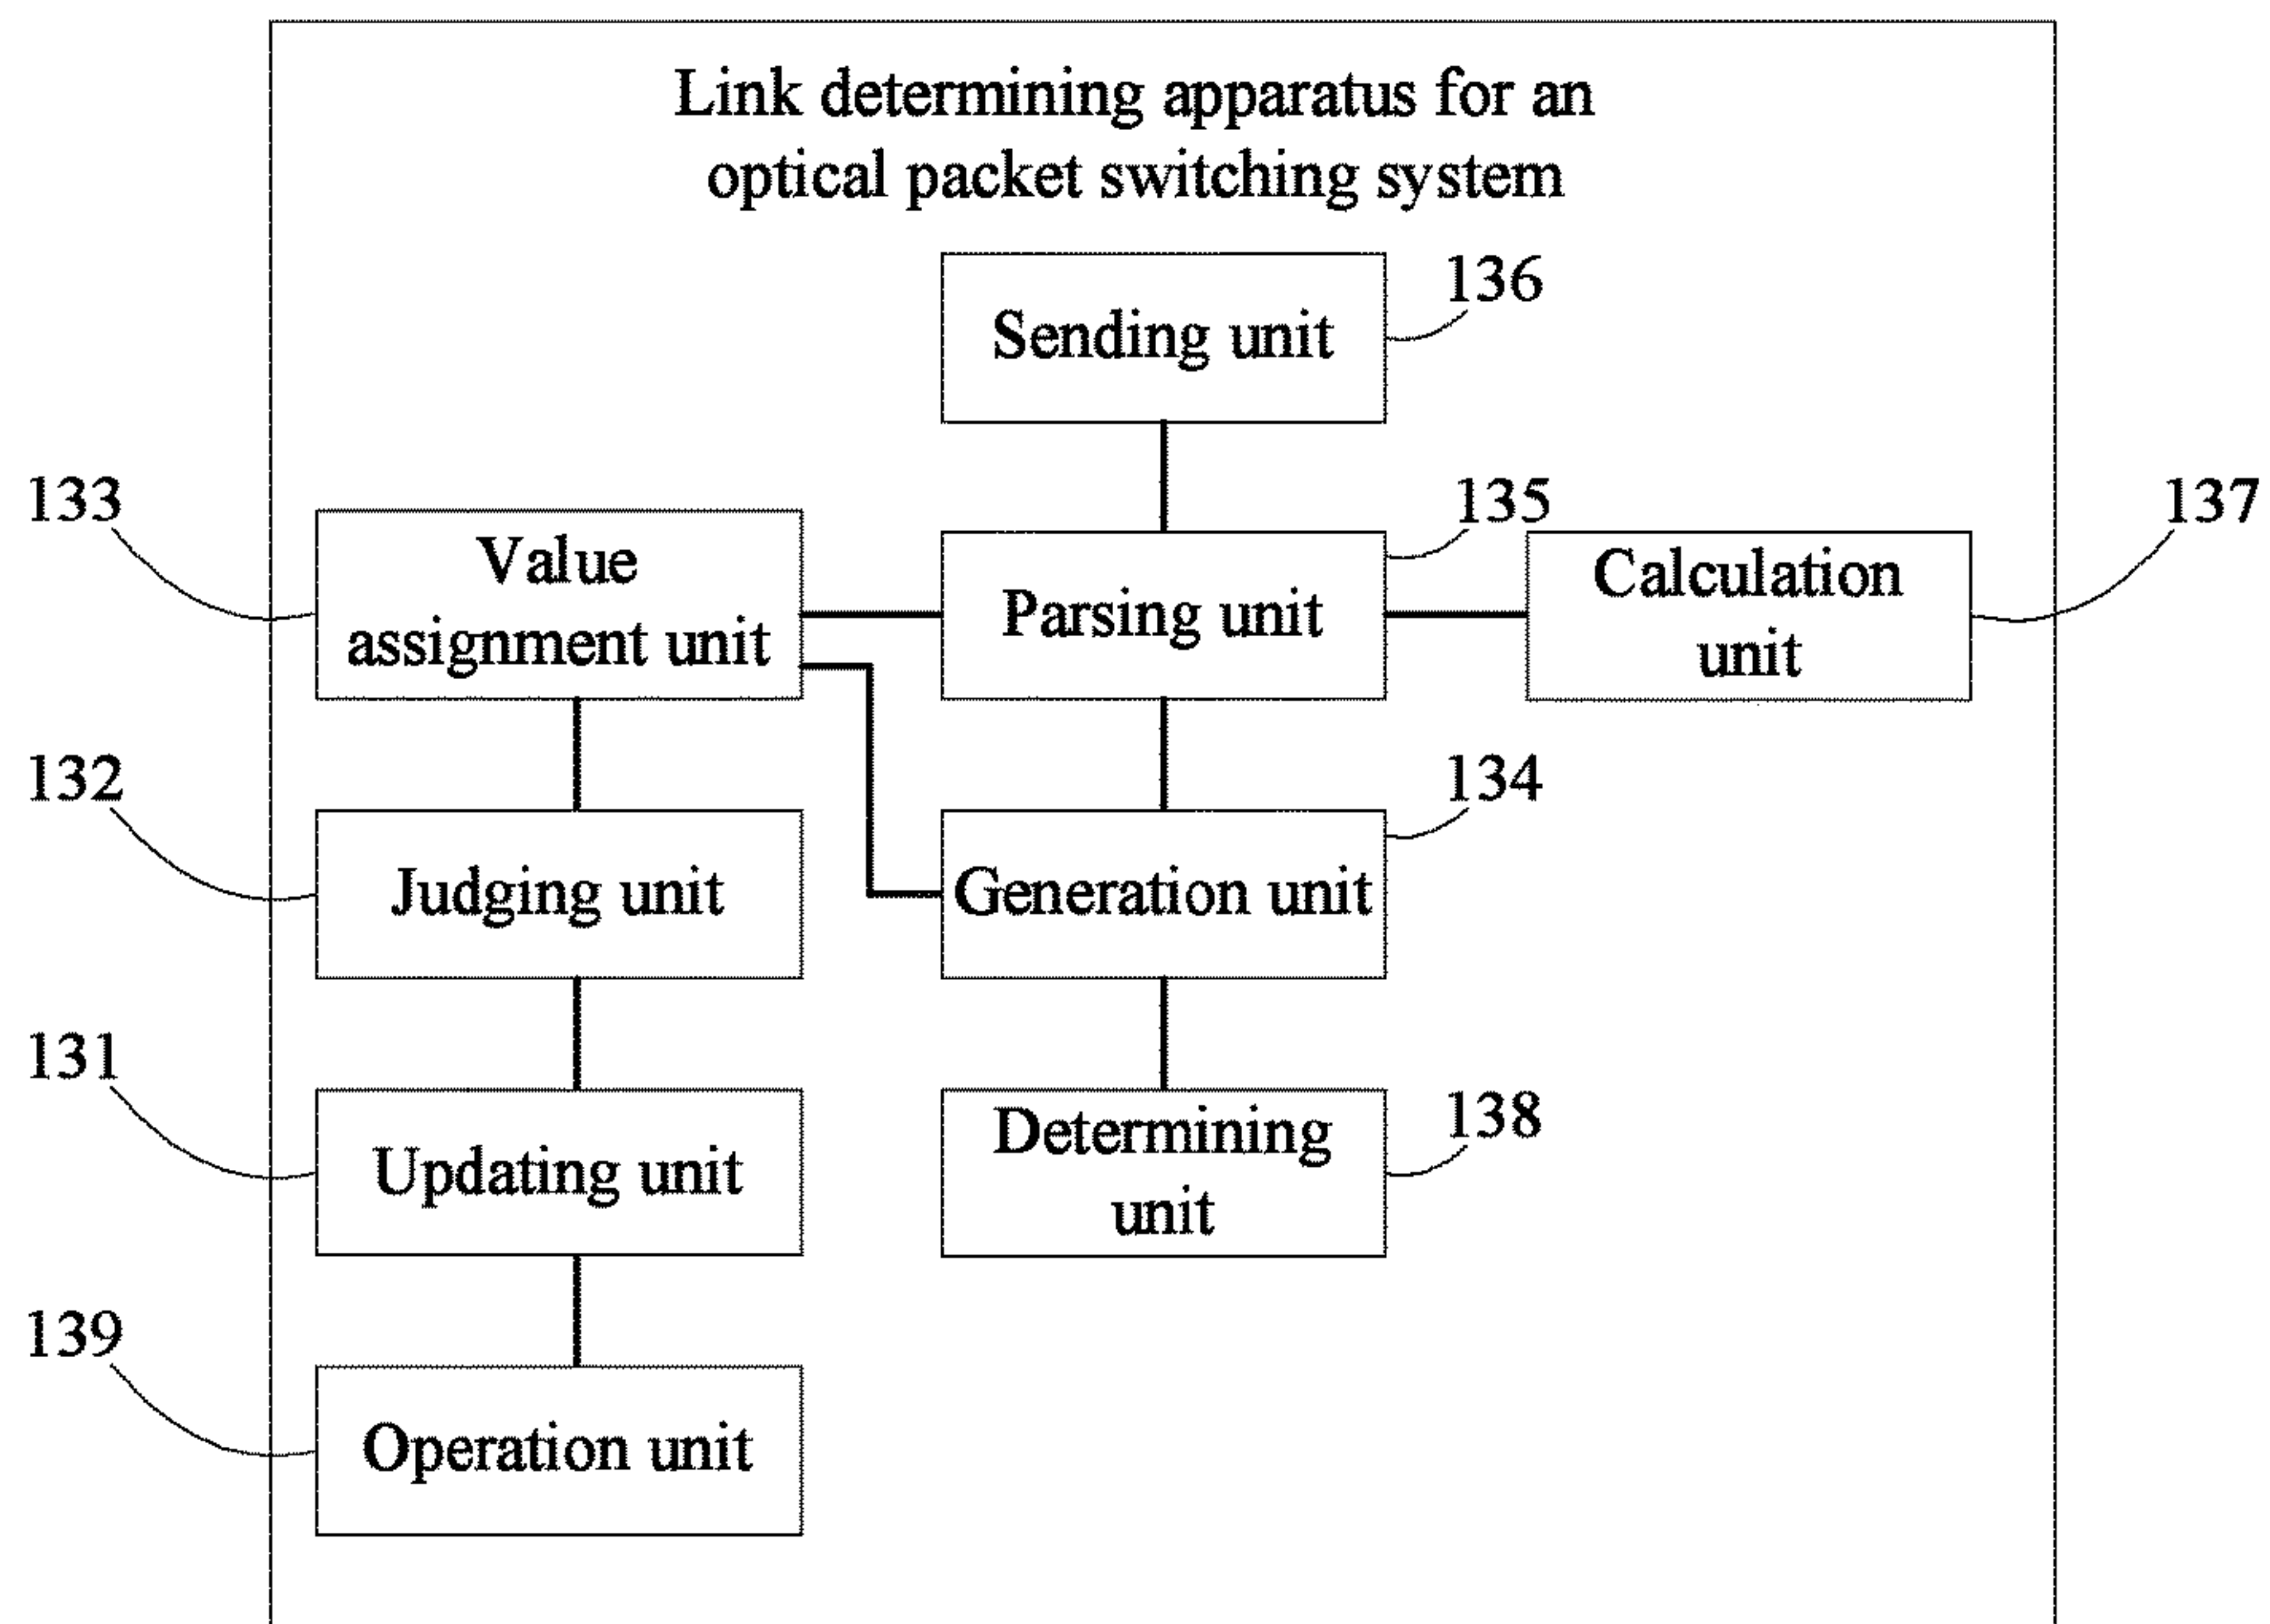 Link determining apparatus for an
optical packet switching system
136
Sending unit
133
Value
assignment unit
135
Parsing unit
137
Calculation
unit
132
Judging unit
134
Generation unit
131
Updating unit
138
Determining
unit
139
Operation unit